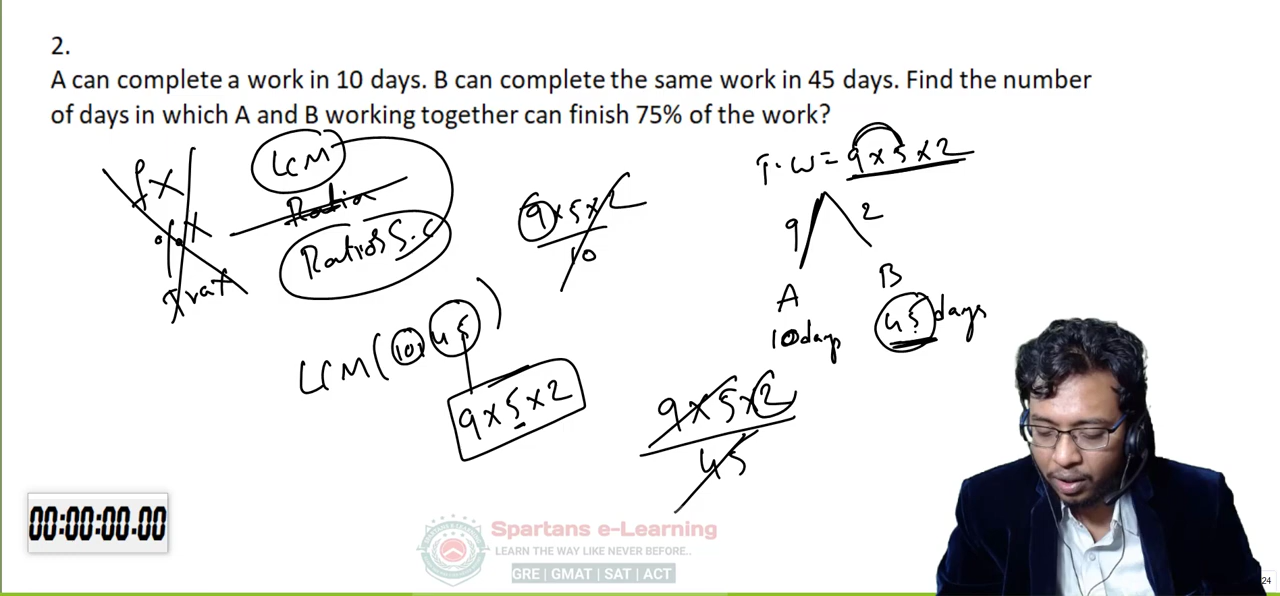 2.
A can complete a work in 10 days. B can complete the same work in 45 days. Find the number
of days in which A and B working together can finish 75% of the work?
LCM
Ratio
Ratios S.C
T.W = 9 x 5 x 2
9 x 5 x 2
10
9
2
A
B
10 days
45 days
LCM (10, 45)
9 x 5 x 2
9 x 5 x 2
45
00:00:00.00
Spartans e-Learning
LEARN THE WAY LIKE NEVER BEFORE..
GRE | GMAT | SAT | ACT
24